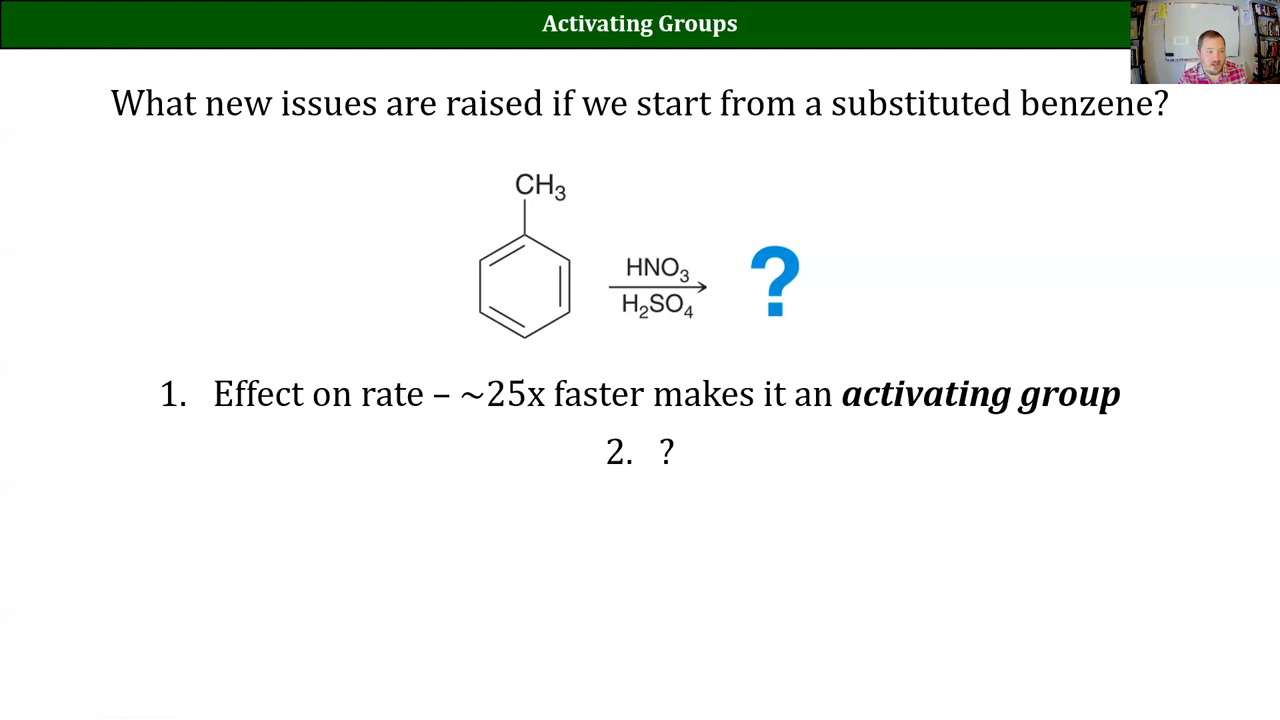 Activating Groups
What new issues are raised if we start from a substituted benzene?
CH₃
HNO₃
H₂SO₄
?
1. Effect on rate – ~25x faster makes it an activating group
2. ?